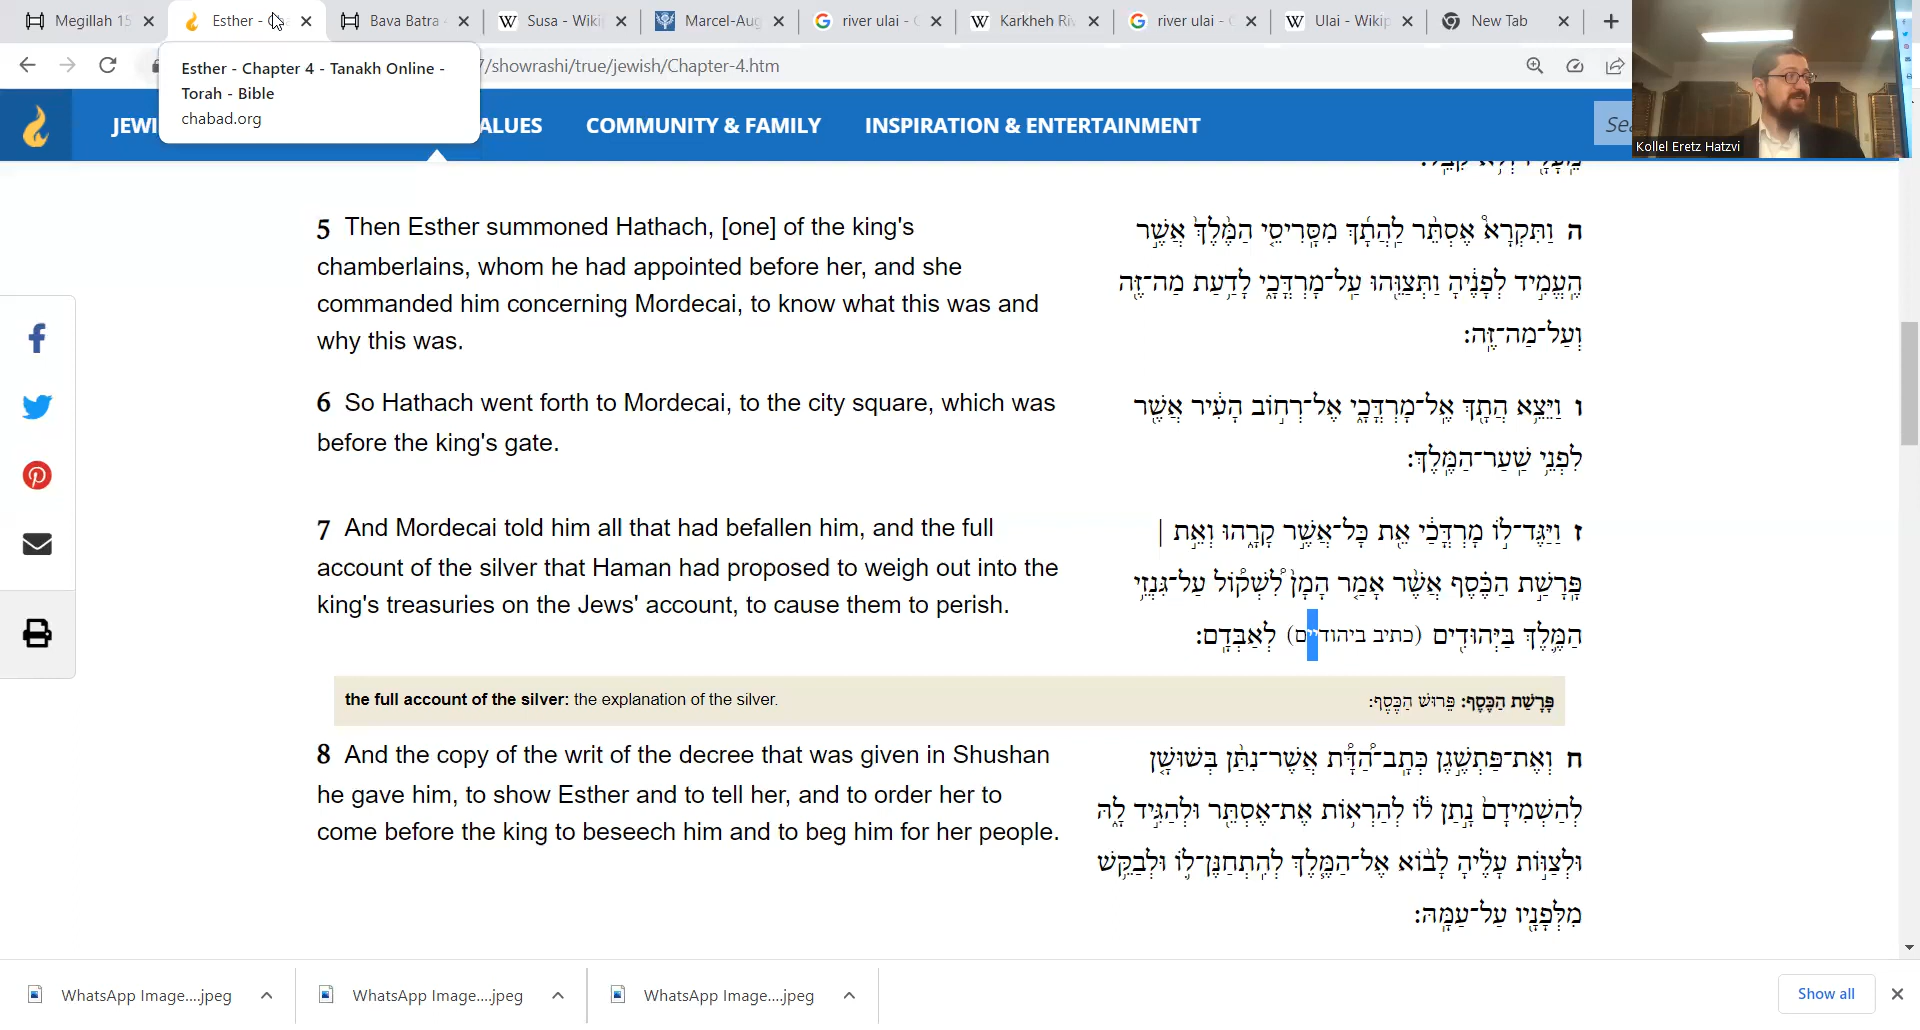 Megillah 15
Esther -
Bava Batra
Susa - Wiki
Marcel-Aug
river ulai -
Karkheh Riv
river ulai -
Ulai - Wikip
New Tab
Esther - Chapter 4 - Tanakh Online -
Torah - Bible
chabad.org
7/showrashi/true/jewish/Chapter-4.htm
JEWI
ALUES
COMMUNITY & FAMILY
INSPIRATION & ENTERTAINMENT
Sea
Kollel Eretz Hatzvi
5 Then Esther summoned Hathach, [one] of the king's
chamberlains, whom he had appointed before her, and she
commanded him concerning Mordecai, to know what this was and
why this was.
ה וַתִּקְרָא֩ אֶסְתֵּ֨ר לַֽהֲתָ֜ךְ מִסָּֽרִיסֵ֤י הַמֶּ֨לֶךְ֙ אֲשֶׁ֣ר
הֶֽעֱמִ֣יד לְפָנֶ֔יהָ וַתְּצַוֵּ֖הוּ עַֽל־מָרְדֳּכָ֑י לָדַ֥עַת מַה־זֶּ֖ה
וְעַל־מַה־זֶּֽה:
6 So Hathach went forth to Mordecai, to the city square, which was
before the king's gate.
ו וַיֵּצֵ֥א הֲתָ֖ךְ אֶֽל־מָרְדֳּכָ֑י אֶל־רְח֣וֹב הָעִ֔יר אֲשֶׁ֖ר
לִפְנֵ֥י שַֽׁעַר־הַמֶּֽלֶךְ:
7 And Mordecai told him all that had befallen him, and the full
account of the silver that Haman had proposed to weigh out into the
king's treasuries on the Jews' account, to cause them to perish.
ז וַיַּגֶּד־ל֣וֹ מָרְדֳּכַ֔י אֵ֖ת כָּל־אֲשֶׁ֣ר קָרָ֑הוּ וְאֵ֣ת |
פָּֽרָשַׁ֣ת הַכֶּ֗סֶף אֲשֶׁ֨ר אָמַ֤ר הָמָן֙ לִ֠שְׁק֠וֹל עַל־גִּנְזֵ֥י
הַמֶּ֛לֶךְ בַּיְּהוּדִ֖ים (כתיב ביהודיים) לְאַבְּדָֽם:
the full account of the silver: the explanation of the silver.
פָּרָשַׁת הַכֶּסֶף: פֵּרוּשׁ הַכֶּסֶף:
8 And the copy of the writ of the decree that was given in Shushan
he gave him, to show Esther and to tell her, and to order her to
come before the king to beseech him and to beg him for her people.
ח וְאֶת־פַּתְשֶׁ֣גֶן כְּתָֽב־הַ֠דָּ֠ת אֲשֶׁר־נִתַּ֨ן בְּשׁוּשָׁ֤ן
לְהַשְׁמִידָם֙ נָ֣תַן ל֔וֹ לְהַרְא֥וֹת אֶת־אֶסְתֵּ֖ר וּלְהַגִּ֣יד לָ֑הּ
וּלְצַוּ֣וֹת עָלֶ֗יהָ לָב֨וֹא אֶל־הַמֶּ֧לֶךְ לְהִֽתְחַנֶּן־ל֛וֹ וּלְבַקֵּ֥שׁ
מִלְּפָנָ֖יו עַל־עַמָּֽהּ:
WhatsApp Image....jpeg
WhatsApp Image....jpeg
WhatsApp Image....jpeg
Show all